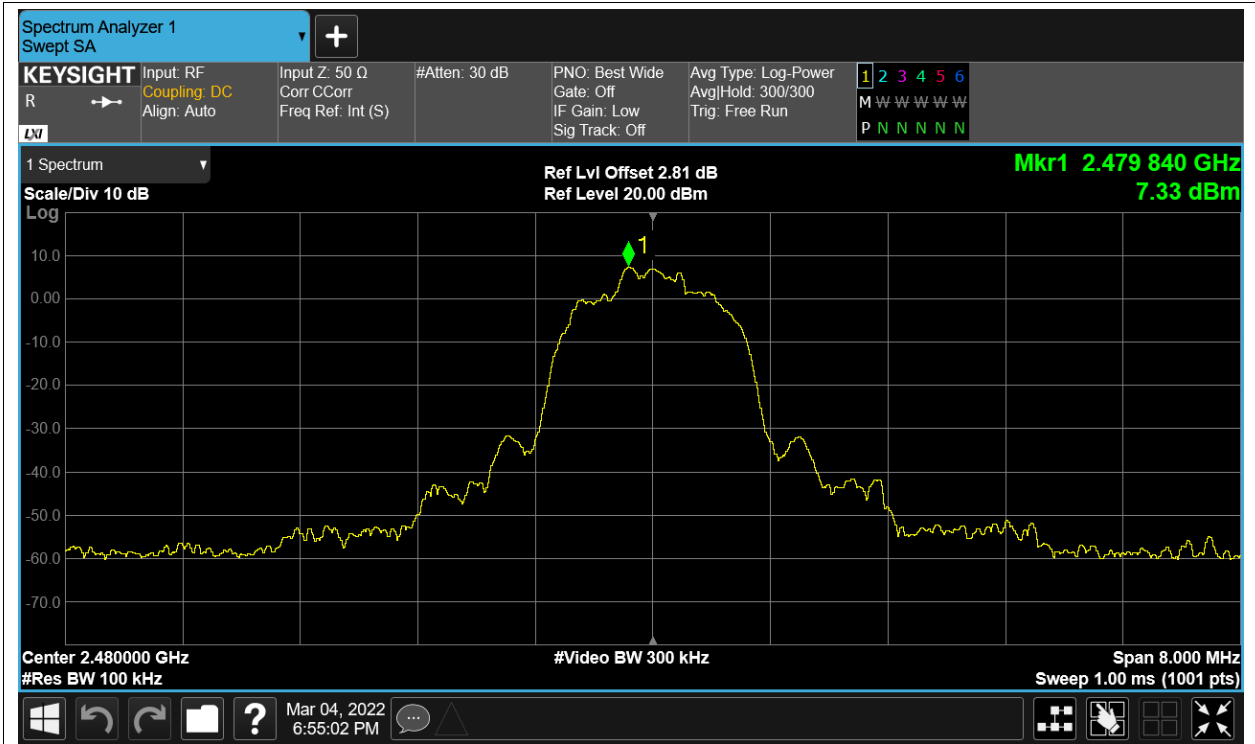 Spectrum Analyzer 1
Swept SA
KEYSIGHT
R
LXI
Input: RF
Coupling: DC
Align: Auto
Input Z: 50 Ω
Corr CCorr
Freq Ref: Int (S)
#Atten: 30 dB
PNO: Best Wide
Gate: Off
IF Gain: Low
Sig Track: Off
Avg Type: Log-Power
Avg|Hold: 300/300
Trig: Free Run
1 2 3 4 5 6
M W W W W W
P N N N N N
1 Spectrum
Scale/Div 10 dB
Log
Ref Lvl Offset 2.81 dB
Ref Level 20.00 dBm
Mkr1 2.479 840 GHz
7.33 dBm
1
10.0
0.00
-10.0
-20.0
-30.0
-40.0
-50.0
-60.0
-70.0
Center 2.480000 GHz
#Res BW 100 kHz
#Video BW 300 kHz
Span 8.000 MHz
Sweep 1.00 ms (1001 pts)
?
Mar 04, 2022
6:55:02 PM